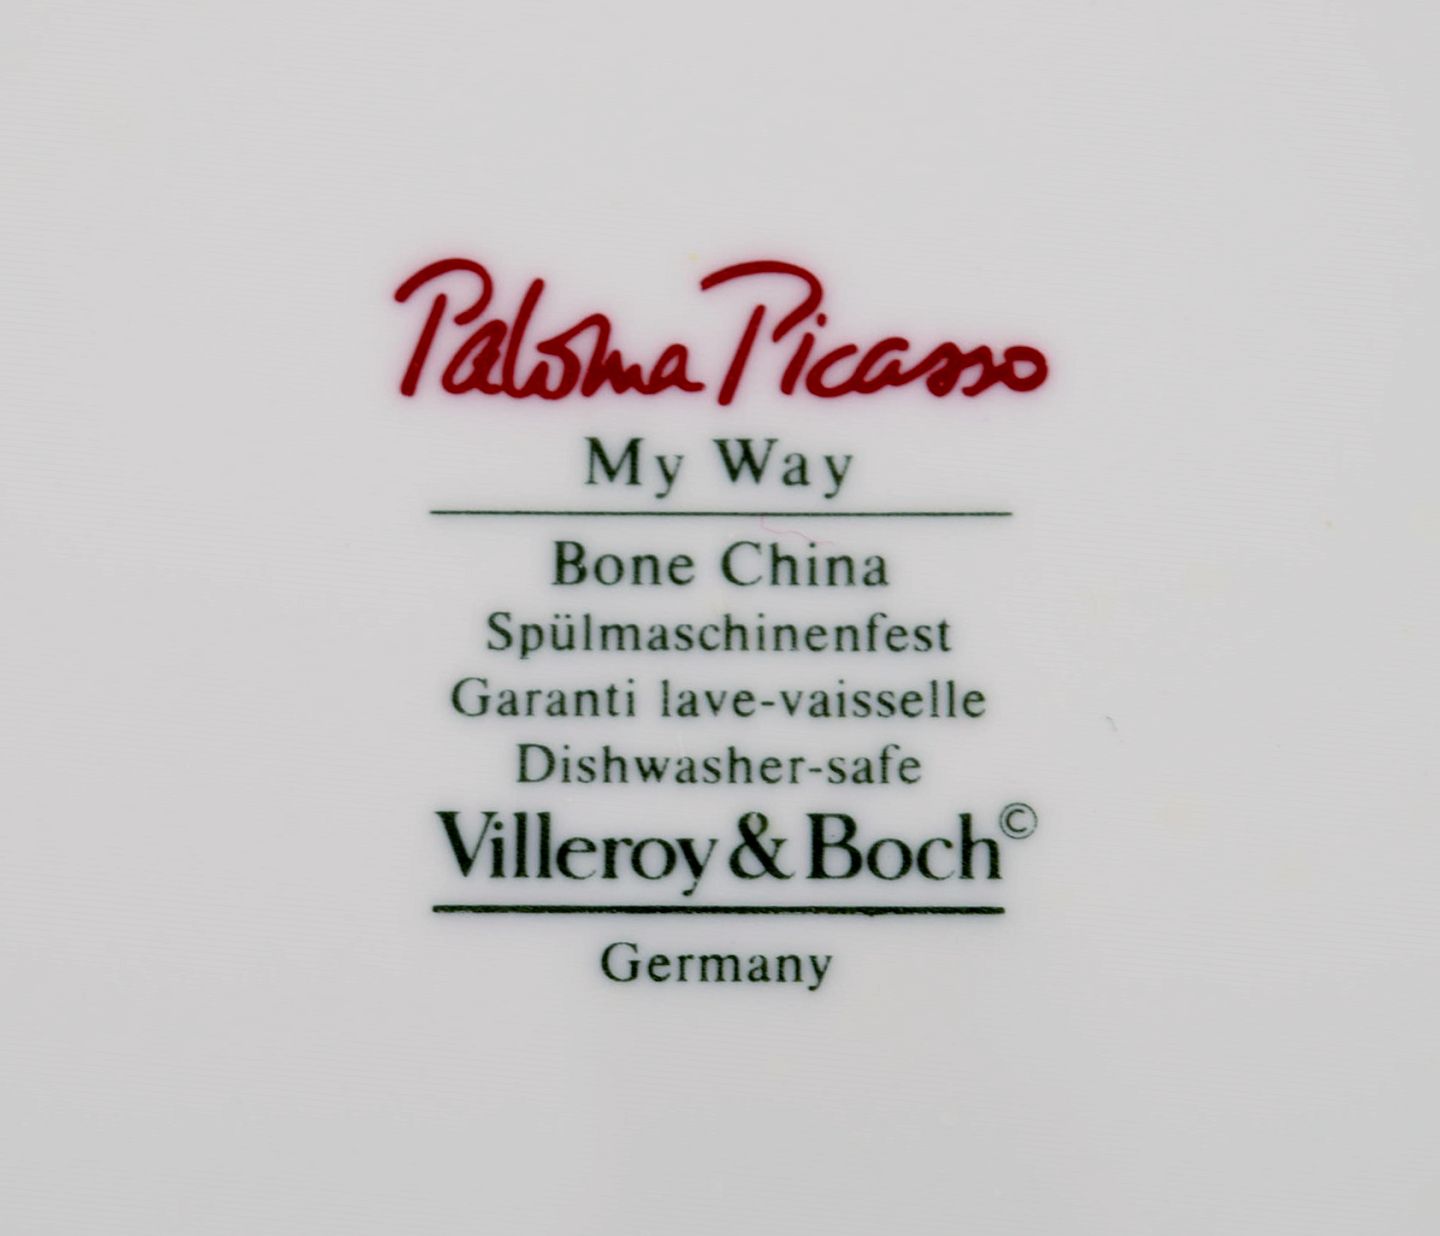 Paloma Picasso
My Way
Bone China
Spülmaschinenfest
Garanti lave-vaisselle
Dishwasher-safe
Villeroy & Boch©
Germany